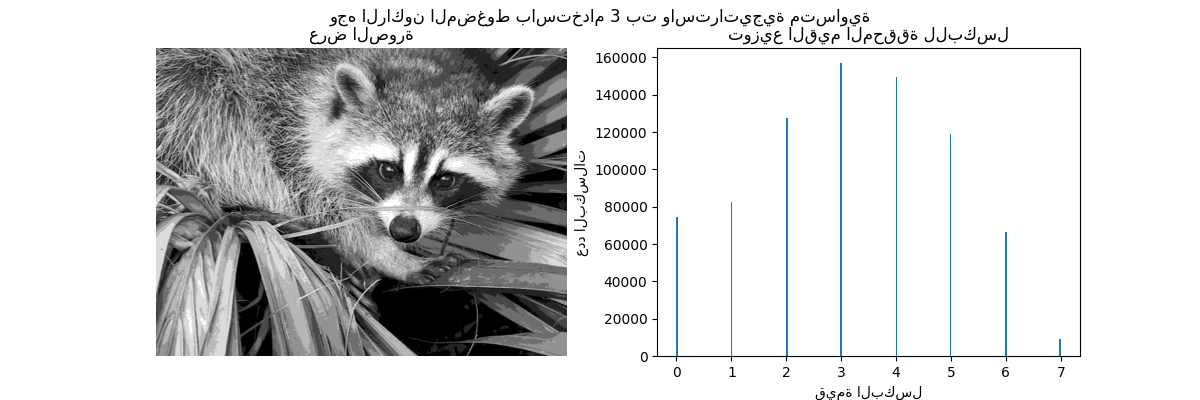 وجه الراكون المضغوط باستخدام 3 بت واستراتيجية متساوية
عرض الصورة
توزيع القيم المحققة للبكسل
عدد البكسلات
160000
140000
120000
100000
80000
60000
40000
20000
0
0 1 2 3 4 5 6 7
قيمة البكسل